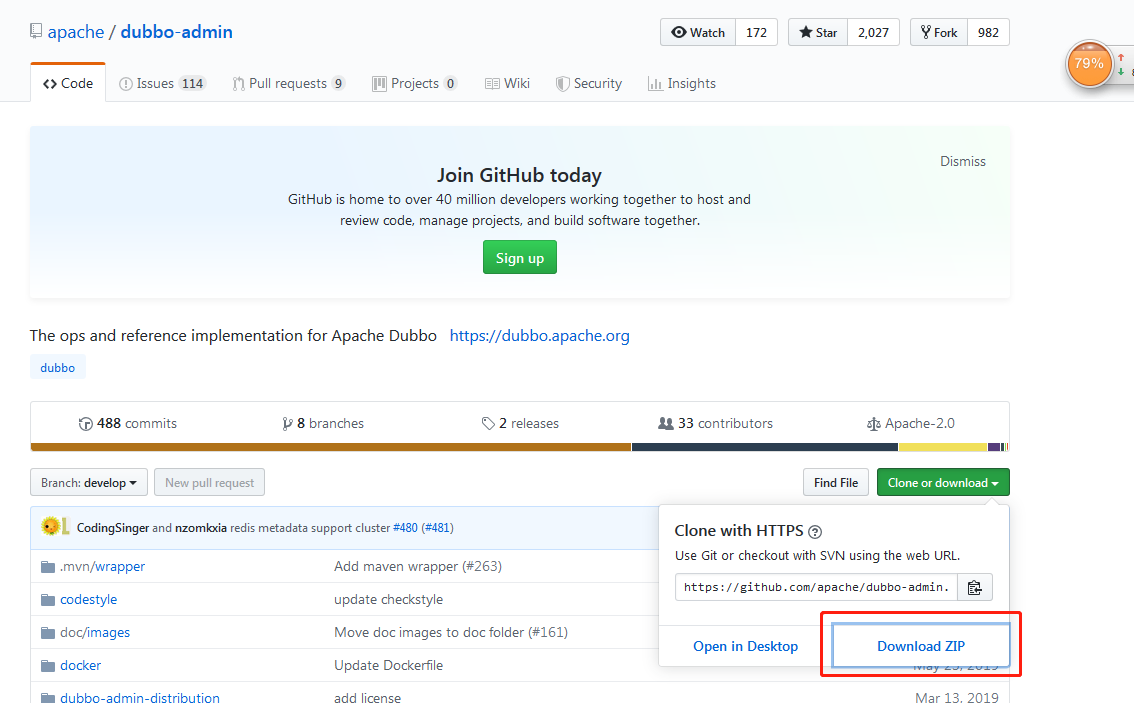 apache / dubbo-admin
Watch 172
Star 2,027
Fork 982
79%
Code
Issues 114
Pull requests 9
Projects 0
Wiki
Security
Insights
Join GitHub today
Dismiss
GitHub is home to over 40 million developers working together to host and
review code, manage projects, and build software together.
Sign up
The ops and reference implementation for Apache Dubbo https://dubbo.apache.org
dubbo
488 commits
8 branches
2 releases
33 contributors
Apache-2.0
Branch: develop
New pull request
Find File
Clone or download
CodingSinger and nzomkxia redis metadata support cluster #480 (#481)
Clone with HTTPS
Use Git or checkout with SVN using the web URL.
https://github.com/apache/dubbo-admin.
Open in Desktop
Download ZIP
.mvn/wrapper Add maven wrapper (#263)
codestyle update checkstyle
doc/images Move doc images to doc folder (#161)
docker Update Dockerfile
dubbo-admin-distribution add license Mar 13, 2019